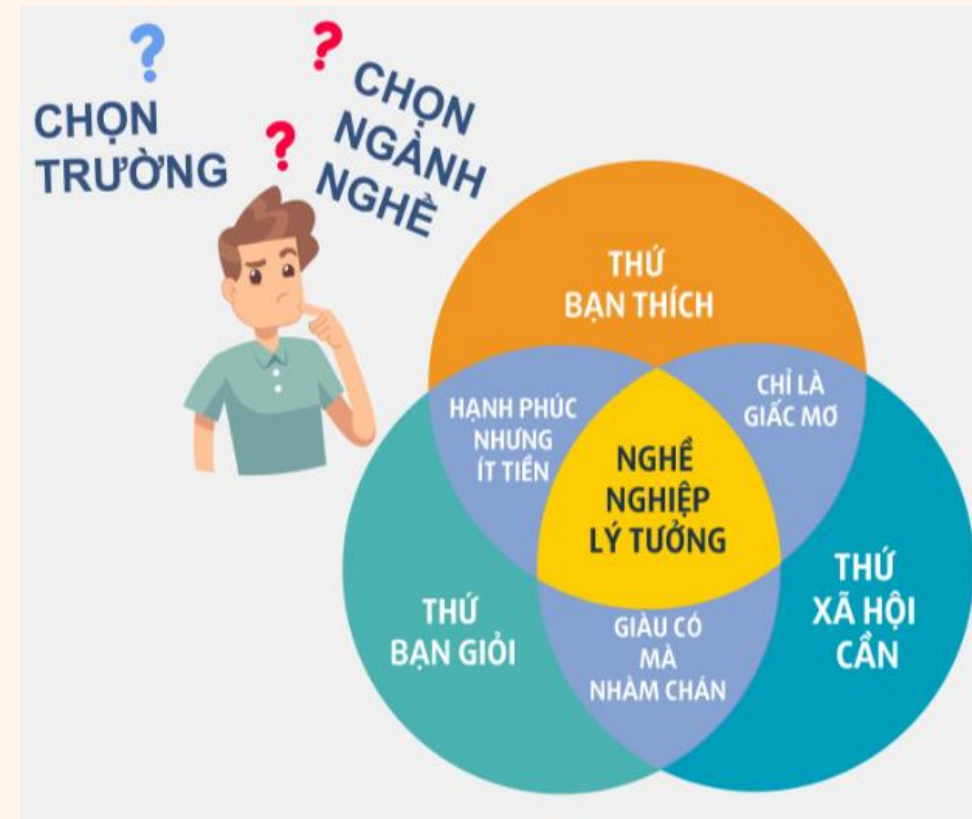 ?
?
?
CHỌN
TRƯỜNG
CHỌN
NGÀNH
NGHỀ
THỨ
BẠN THÍCH
HẠNH PHÚC
NHƯNG
ÍT TIỀN
CHỈ LÀ
GIẤC MƠ
NGHỀ
NGHIỆP
LÝ TƯỞNG
THỨ
BẠN GIỎI
GIÀU CÓ
MÀ
NHÀM CHÁN
THỨ
XÃ HỘI
CẦN